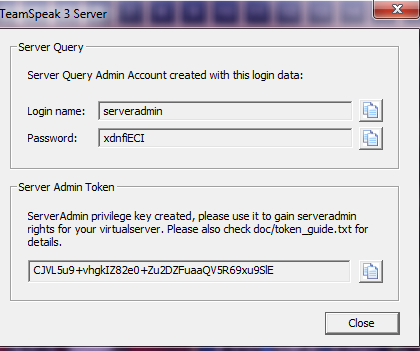 TeamSpeak 3 Server
Server Query
Server Query Admin Account created with this login data:
Login name: serveradmin
Password: xdnfiECI
Server Admin Token
ServerAdmin privilege key created, please use it to gain serveradmin
rights for your virtualserver. Please also check doc/token_guide.txt for
details.
CJVL5u9+vhgkIZ82e0+Zu2DZFuaaQV5R69xu9SlE
Close